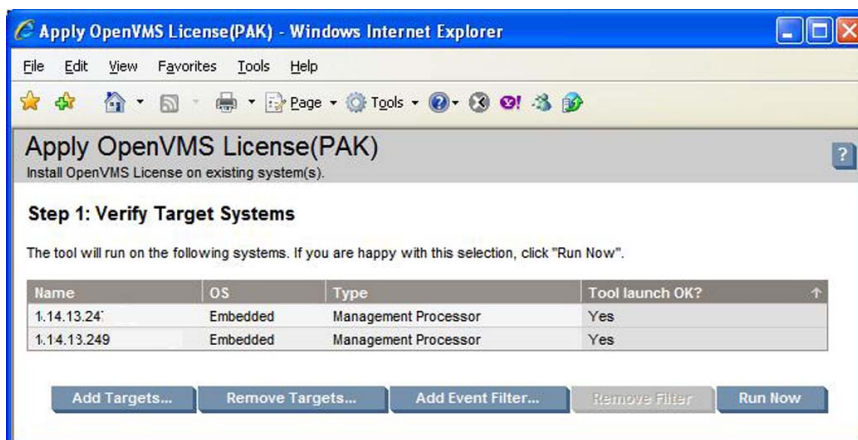 Apply OpenVMS License(PAK) - Windows Internet Explorer
File Edit View Favorites Tools Help
Page Tools
Apply OpenVMS License(PAK)
Install OpenVMS License on existing system(s).
Step 1: Verify Target Systems
The tool will run on the following systems. If you are happy with this selection, click "Run Now".
Name OS Type Tool launch OK?
Embedded Management Processor Yes
1.14.13.249 Embedded Management Processor Yes
Add Targets... Remove Targets... Add Event Filter... Remove Filter Run Now